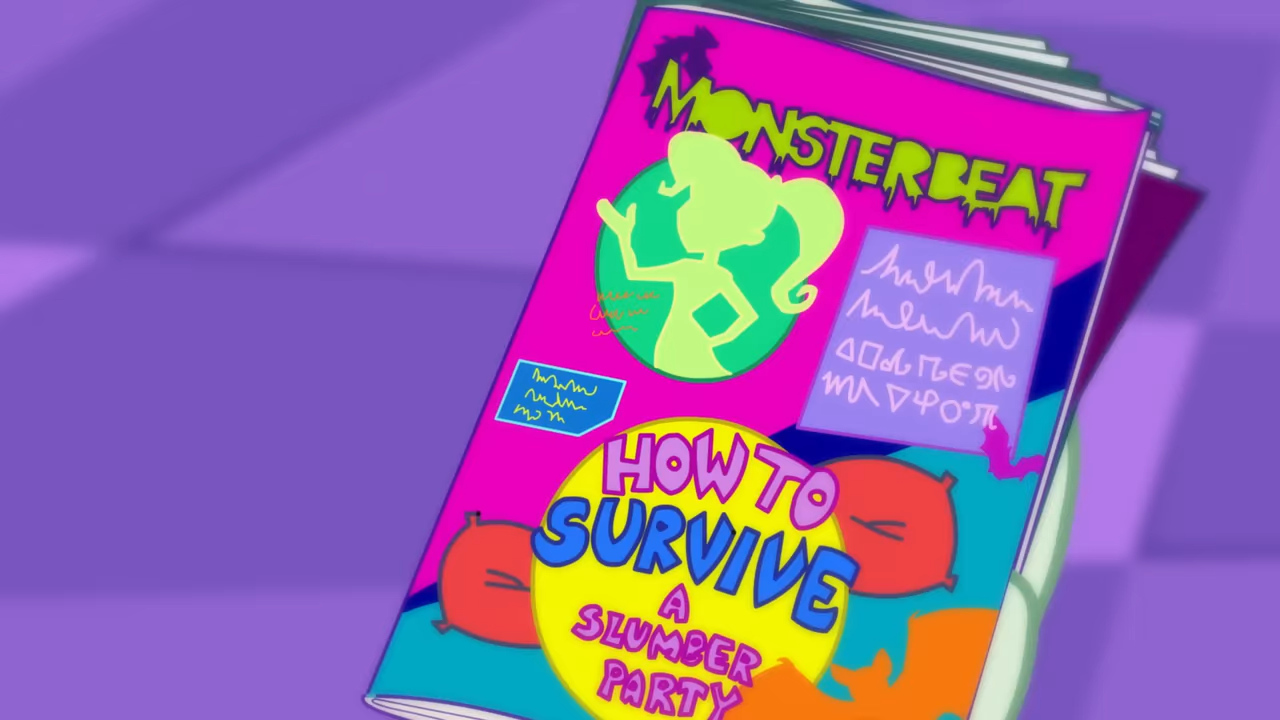 MONSTERBEAT
HOW TO
SURVIVE
A
SLUMBER
PARTY